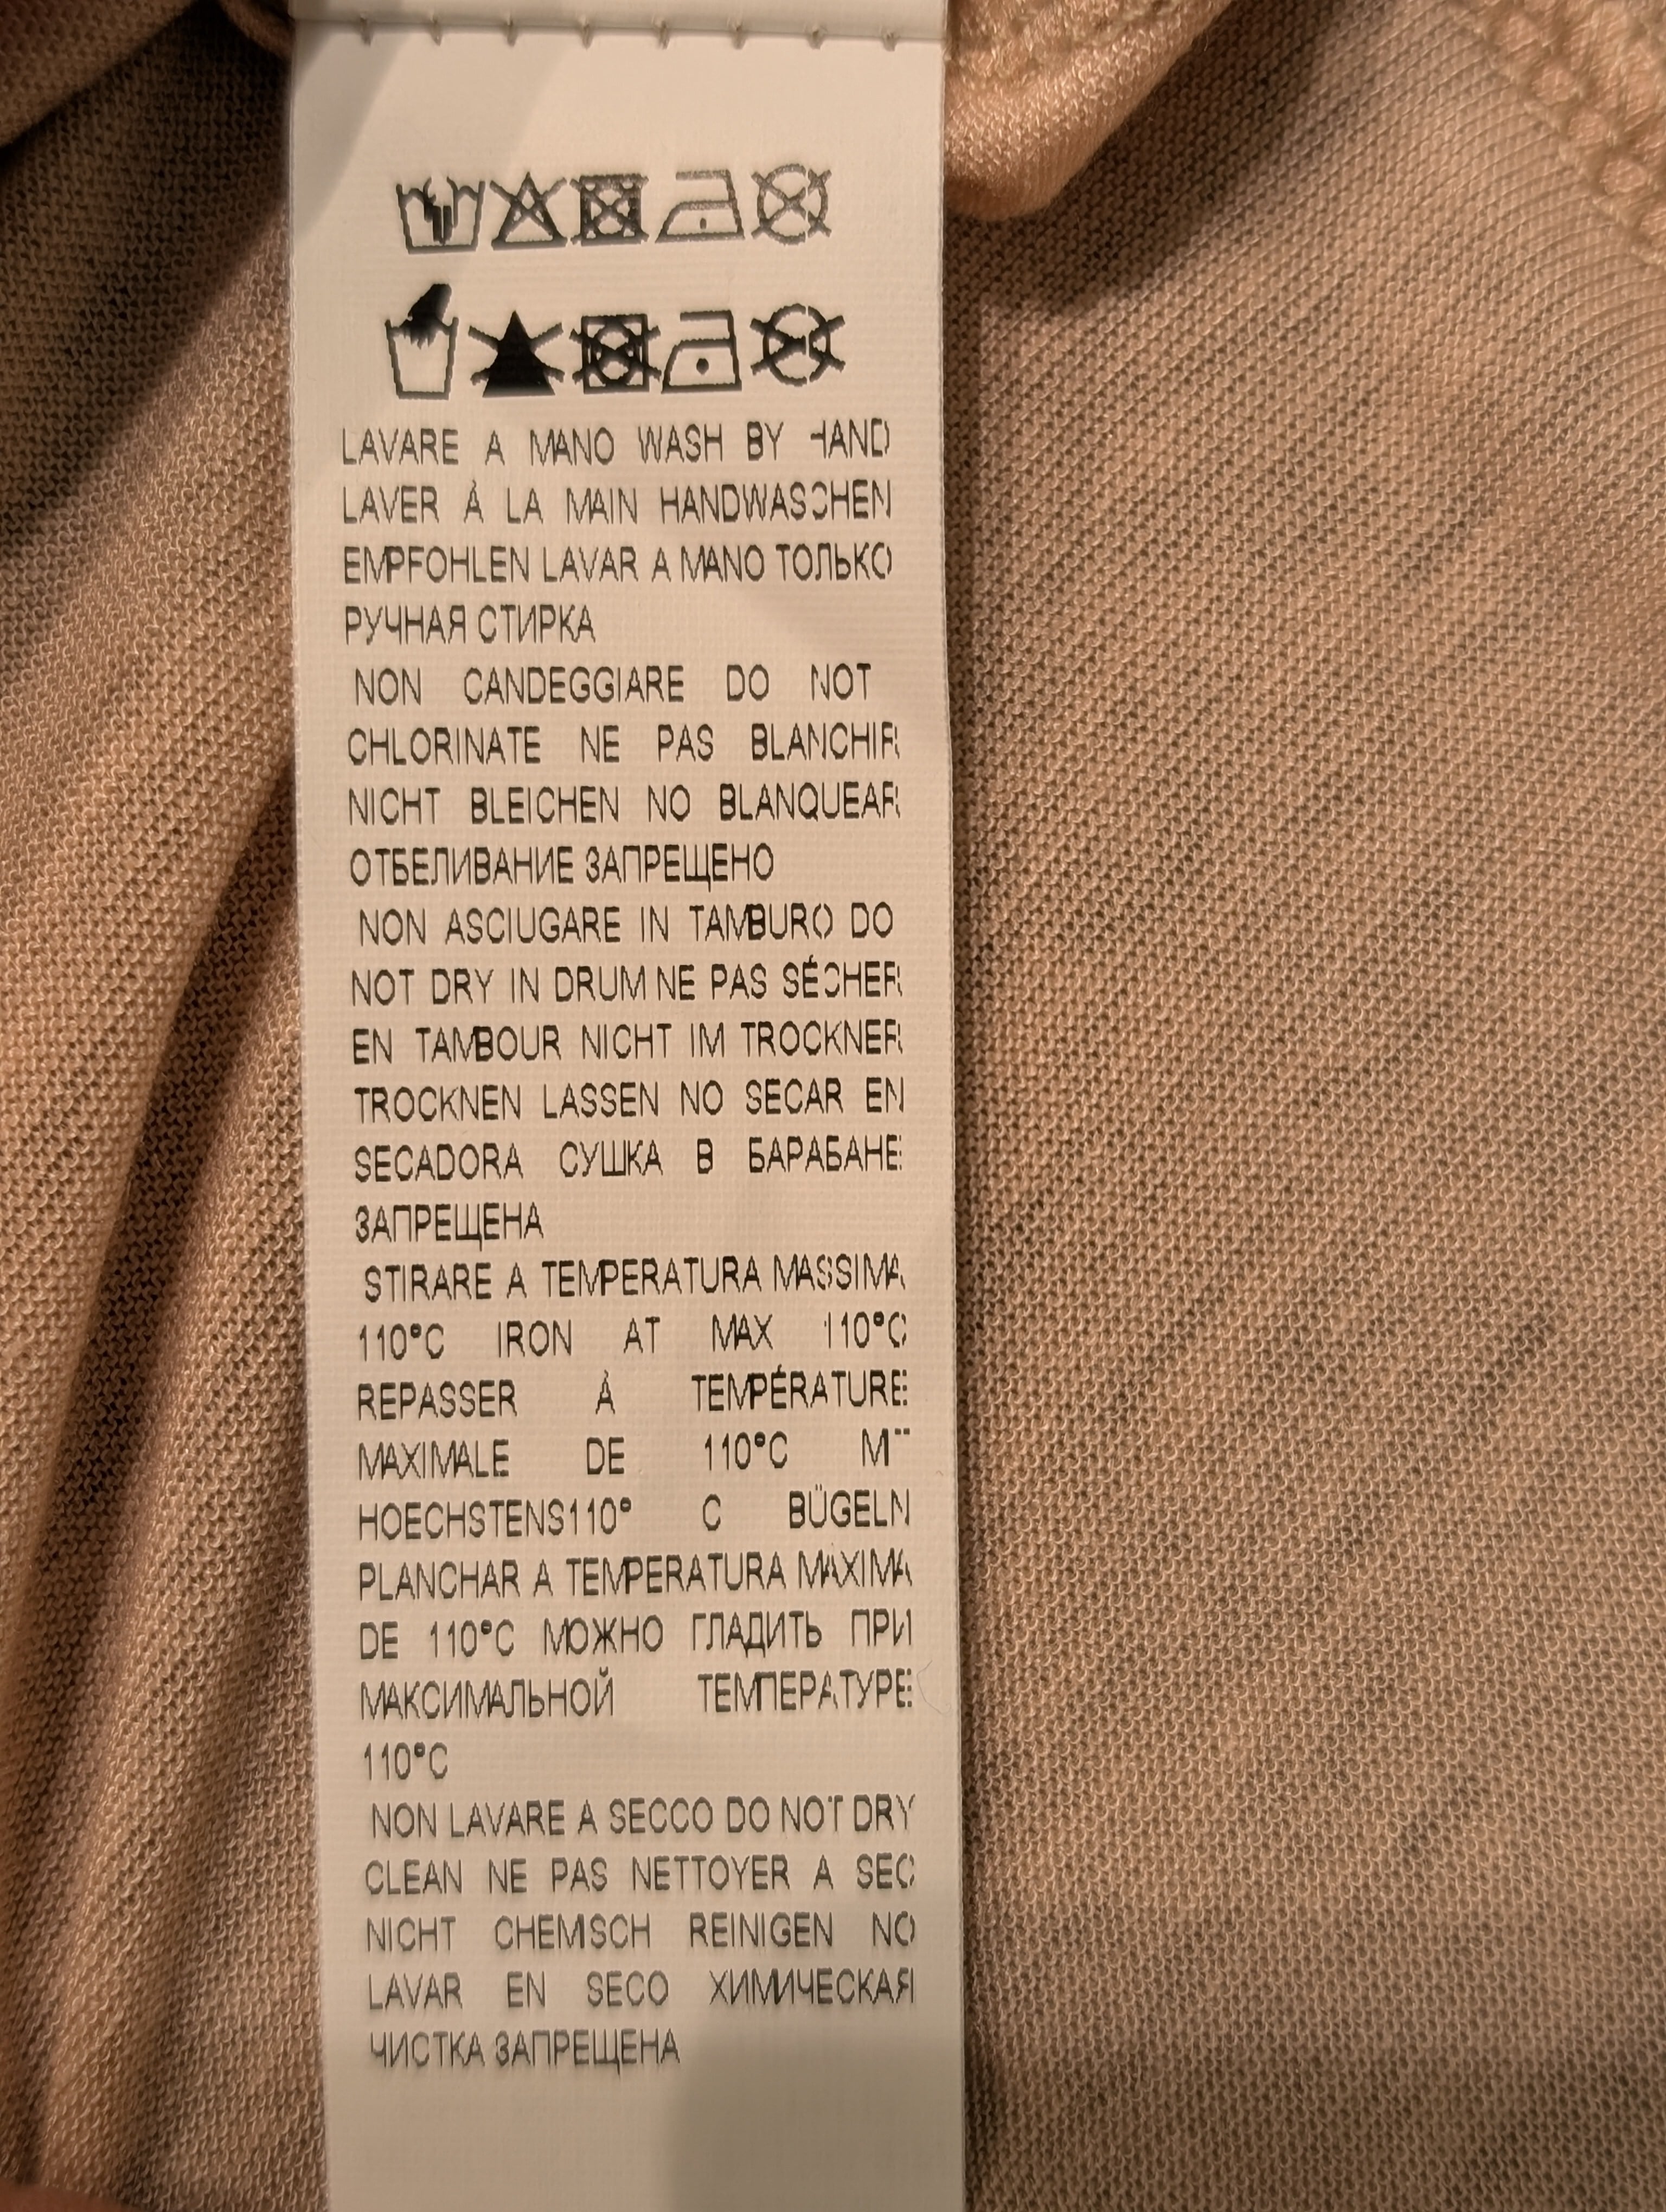 LAVARE A MANO WASH BY HAND
LAVER À LA MAIN HANDWASCHEN
EMPFOHLEN LAVAR A MANO ТОЛЬКО
РУЧНАЯ СТИРКА
NON CANDEGGIARE DO NOT
CHLORINATE NE PAS BLANCHIR
NICHT BLEICHEN NO BLANQUEAR
ОТБЕЛИВАНИЕ ЗАПРЕЩЕНО
NON ASCIUGARE IN TAMBURO DO
NOT DRY IN DRUM NE PAS SÉCHER
EN TAMBOUR NICHT IM TROCKNER
TROCKNEN LASSEN NO SECAR EN
SECADORA СУШКА В БАРАБАНЕ
ЗАПРЕЩЕНА
STIRARE A TEMPERATURA MASSIMA
110°C IRON AT MAX 110°C
REPASSER À TEMPÉRATURE
MAXIMALE DE 110°C
HOECHSTENS110° C BÜGELN
PLANCHAR A TEMPERATURA MÁXIMA
DE 110°C МОЖНО ГЛАДИТЬ ПРИ
МАКСИМАЛЬНОЙ ТЕМПЕРАТУРЕ
110°C
NON LAVARE A SECCO DO NOT DRY
CLEAN NE PAS NETTOYER A SEC
NICHT CHEMISCH REINIGEN NO
LAVAR EN SECO ХИМИЧЕСКАЯ
ЧИСТКА ЗАПРЕЩЕНА